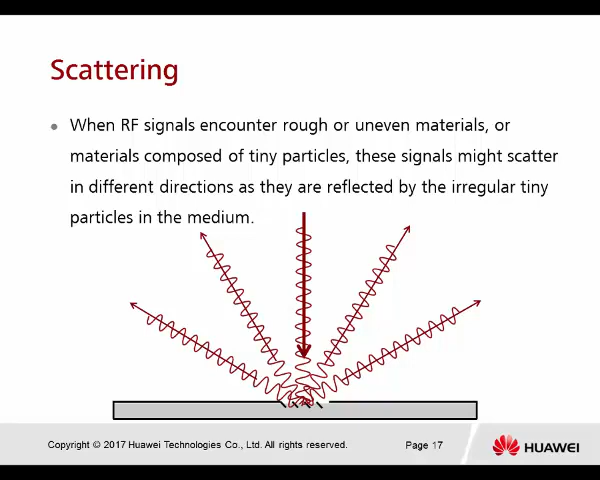 Scattering
When RF signals encounter rough or uneven materials, or
materials composed of tiny particles, these signals might scatter
in different directions as they are reflected by the irregular tiny
particles in the medium.
Copyright © 2017 Huawei Technologies Co., Ltd. All rights reserved.
Page 17
HUAWEI